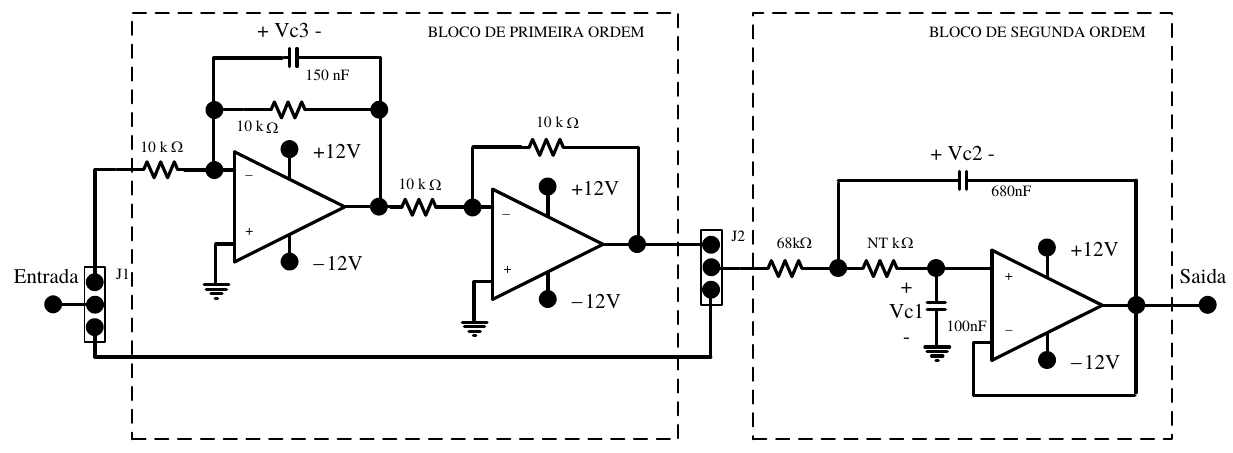 BLOCO DE PRIMEIRA ORDEM
BLOCO DE SEGUNDA ORDEM
+ Vc3 -
150 nF
10 k Ω
10 k Ω
+12V
−
+
−12V
10 k Ω
10 k Ω
+12V
−
+
−12V
Entrada
J1
J2
68kΩ
NT kΩ
+ Vc2 -
680nF
+
Vc1
-
100nF
+12V
+
−
−12V
Saida